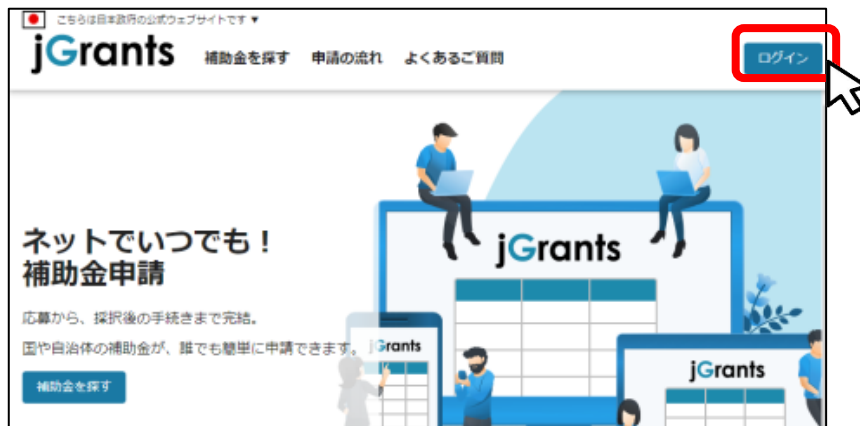 こちらは日本政府の公式ウェブサイトです ▼
jGrants 補助金を探す 申請の流れ よくあるご質問 ログイン
jGrants
ネットでいつでも！
補助金申請
応募から、採択後の手続きまで完結。
国や自治体の補助金が、誰でも簡単に申請できます。
jGrants
jGrants
補助金を探す